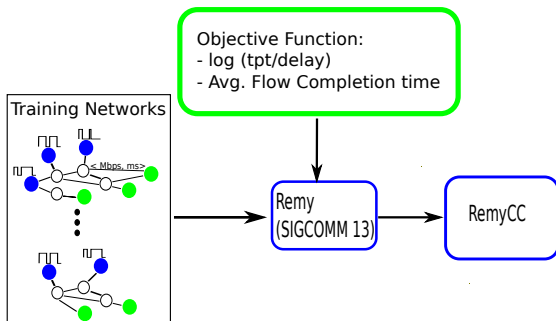 Objective Function:
- log (tpt/delay)
- Avg. Flow Completion time
Training Networks
< Mbps, ms>
Remy
(SIGCOMM 13)
RemyCC